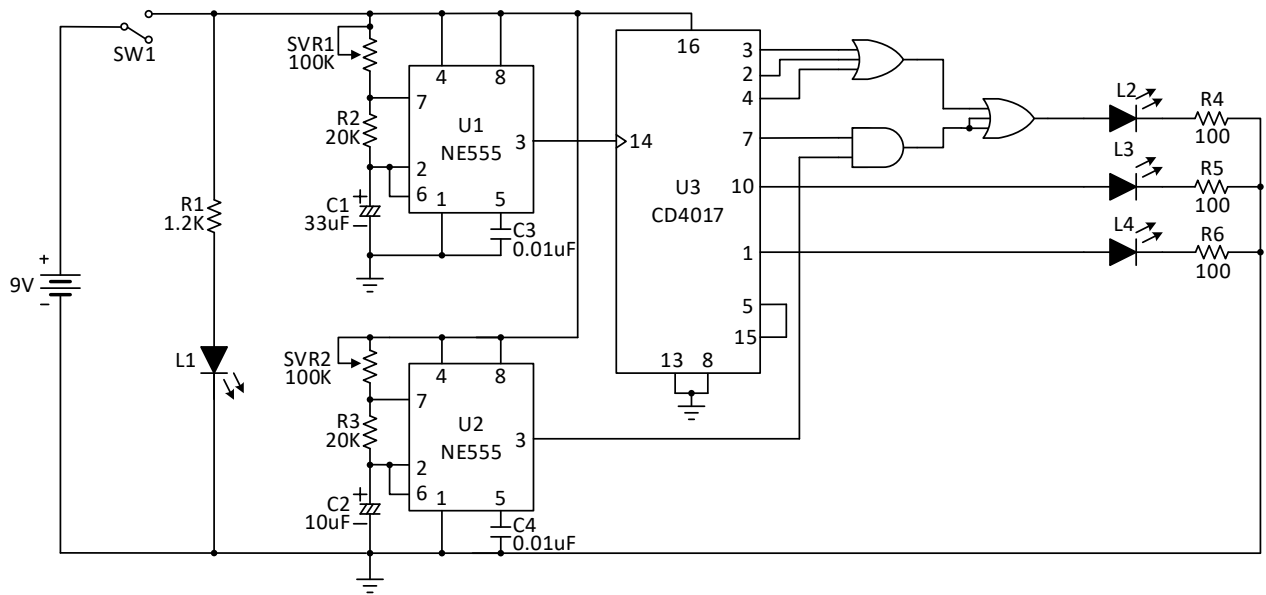 SW1
9V
+
−
R1
1.2K
L1
SVR1
100K
R2
20K
C1
33uF
+
−
4
8
7
U1
NE555
3
2
6
1
5
C3
0.01uF
SVR2
100K
R3
20K
C2
10uF
+
−
4
8
7
U2
NE555
3
2
6
1
5
C4
0.01uF
16
14
U3
CD4017
3
2
4
7
10
1
5
15
13
8
L2
R4
100
L3
R5
100
L4
R6
100